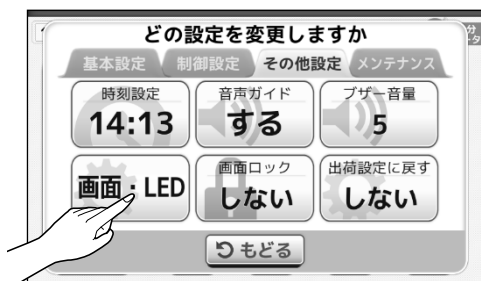 どの設定を変更しますか
基本設定 制御設定 その他設定 メンテナンス
時刻設定 音声ガイド ブザー音量
14:13 する 5
画面・LED 画面ロック 出荷設定に戻す
しない しない
もどる
分